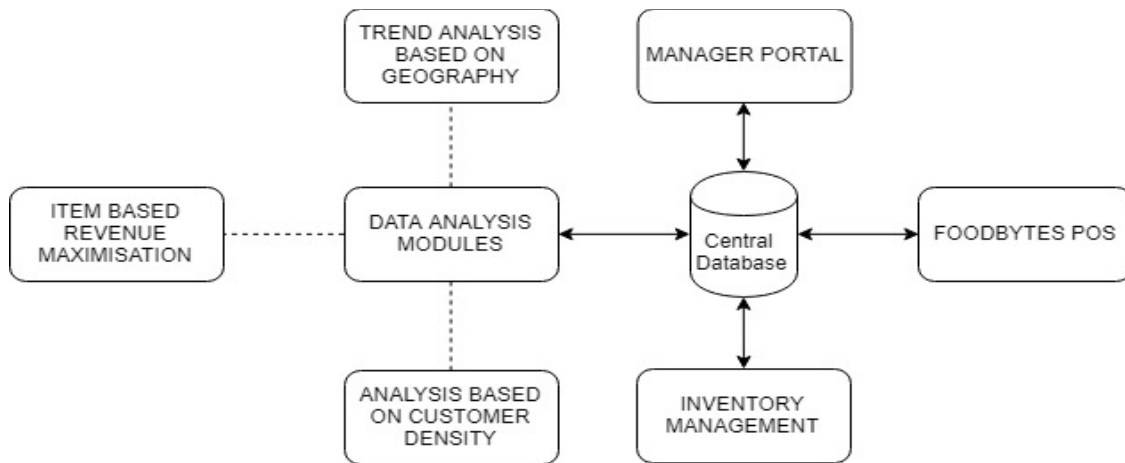 TREND ANALYSIS
BASED ON
GEOGRAPHY
MANAGER PORTAL
ITEM BASED
REVENUE
MAXIMISATION
DATA ANALYSIS
MODULES
Central
Database
FOODBYTES POS
ANALYSIS BASED
ON CUSTOMER
DENSITY
INVENTORY
MANAGEMENT